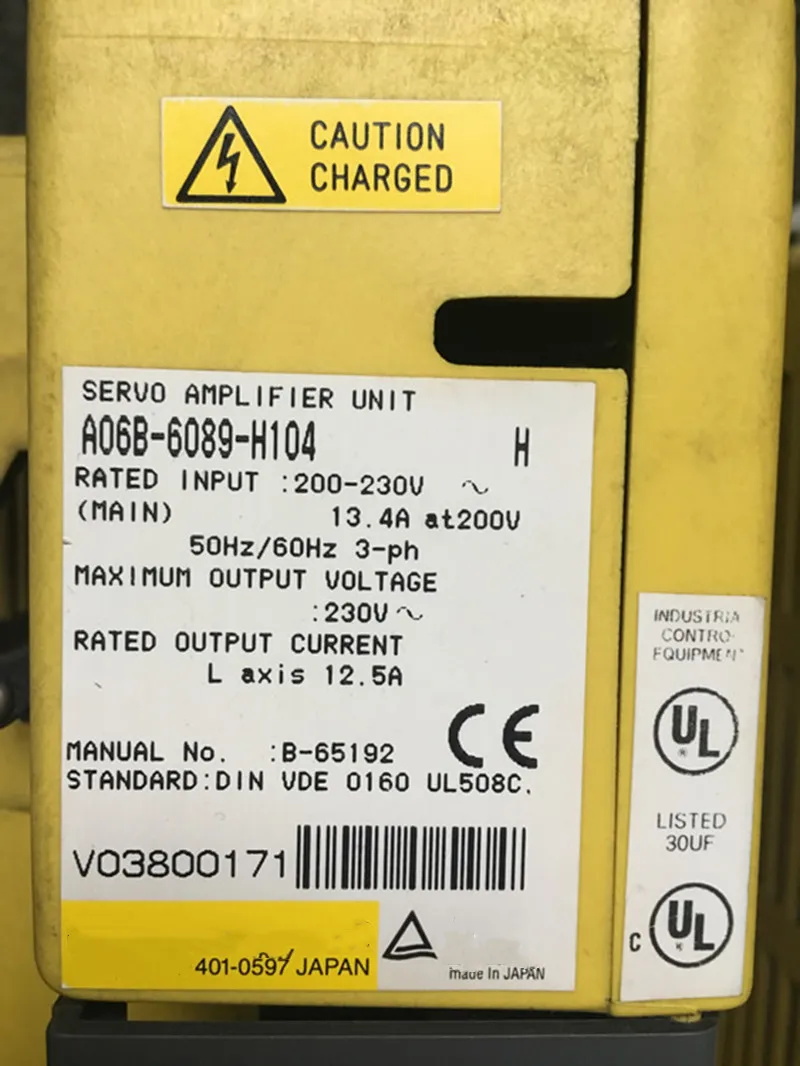 CAUTION
CHARGED
SERVO AMPLIFIER UNIT
A06B-6089-H104 H
RATED INPUT :200-230V ～
(MAIN) 13.4A at200V
50Hz/60Hz 3-ph
MAXIMUM OUTPUT VOLTAGE
:230V～
RATED OUTPUT CURRENT
L axis 12.5A
CE
MANUAL No. :B-65192
STANDARD:DIN VDE 0160 UL508C.
V03800171
401-0597 JAPAN
made In JAPAN
INDUSTRIA
CONTRO
EQUIPMEN
UL
®
LISTED
30UF
C UL
®